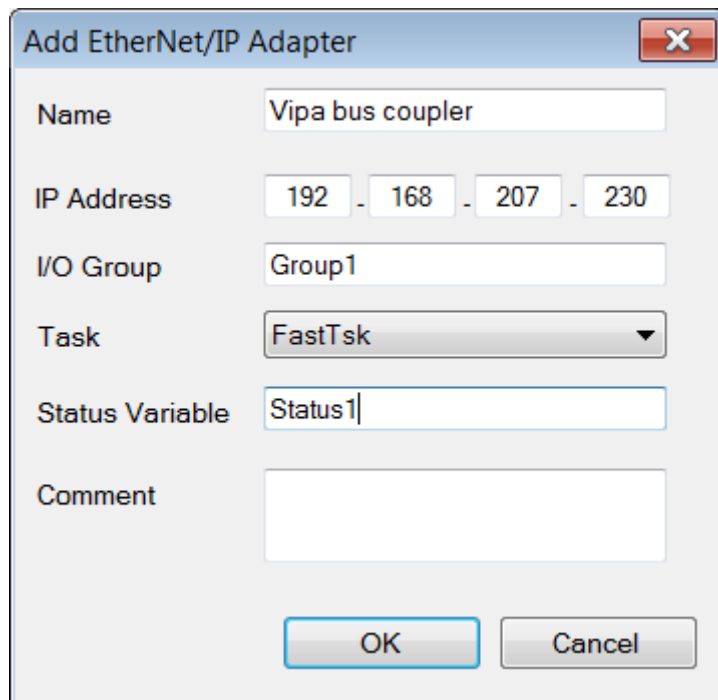 Add EtherNet/IP Adapter
Name Vipa bus coupler
IP Address 192 . 168 . 207 . 230
I/O Group Group1
Task FastTsk
Status Variable Status1
Comment
OK Cancel